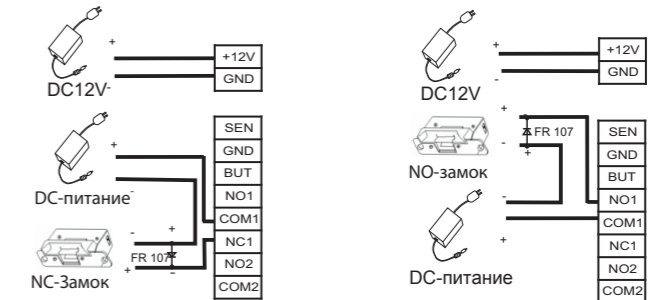 +
+12V
GND
DC12V-
SEN
GND
BUT
NO1
COM1
NC1
NO2
COM2
+
DC-питание-
-
+
FR 107
+
-
NC-Замок
+
-
+12V
GND
DC12V
+
FR 107
-
+
NO-замок
SEN
GND
BUT
NO1
COM1
NC1
NO2
COM2
-
+
DC-питание